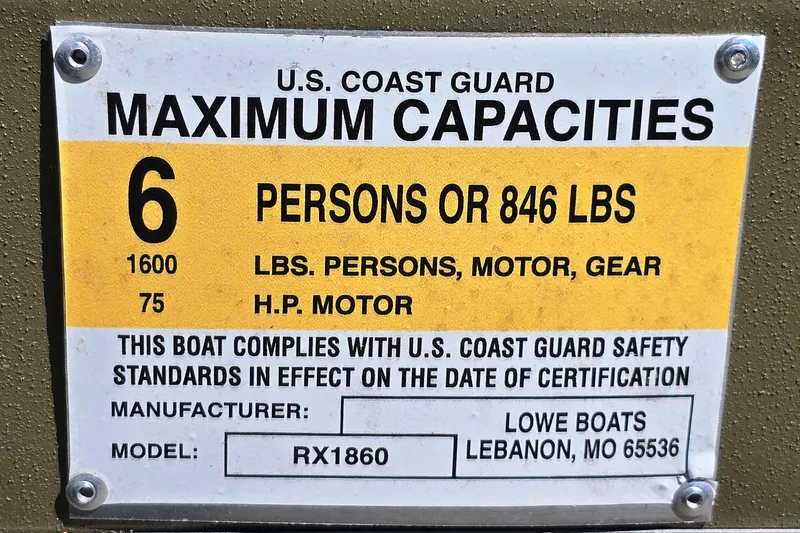 U.S. COAST GUARD
MAXIMUM CAPACITIES
6 PERSONS OR 846 LBS
1600 LBS. PERSONS, MOTOR, GEAR
75 H.P. MOTOR
THIS BOAT COMPLIES WITH U.S. COAST GUARD SAFETY
STANDARDS IN EFFECT ON THE DATE OF CERTIFICATION
MANUFACTURER: LOWE BOATS
MODEL: RX1860 LEBANON, MO 65536